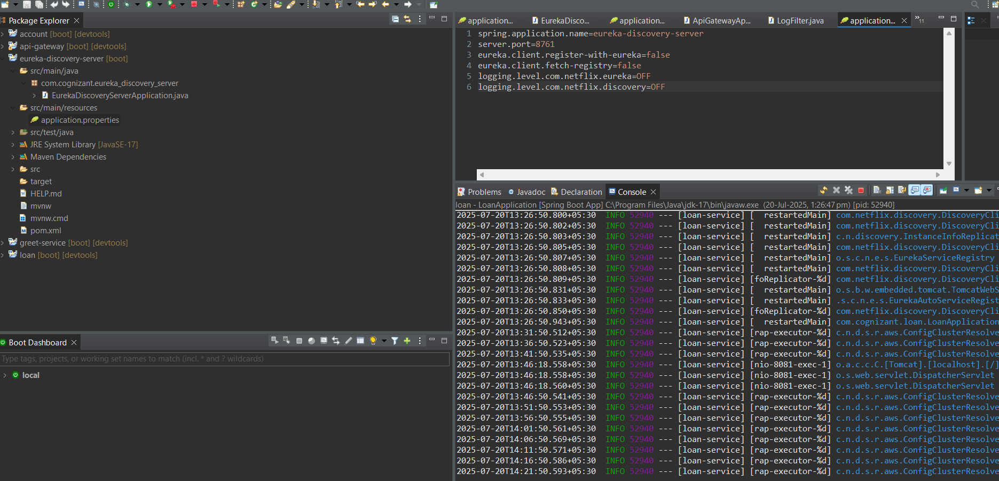 Package Explorer
account [boot] [devtools]
api-gateway [boot] [devtools]
eureka-discovery-server [boot]
src/main/java
com.cognizant.eureka_discovery_server
EurekaDiscoveryServerApplication.java
src/main/resources
application.properties
src/test/java
JRE System Library [JavaSE-17]
Maven Dependencies
src
target
HELP.md
mvnw
mvnw.cmd
pom.xml
greet-service [boot] [devtools]
loan [boot] [devtools]
Boot Dashboard
Type tags, projects, or working set names to match (incl. * and ? wildcards)
local
application... EurekaDisco... application... ApiGatewayAp... LogFilter.java application... »11
1 spring.application.name=eureka-discovery-server
2 server.port=8761
3 eureka.client.register-with-eureka=false
4 eureka.client.fetch-registry=false
5 logging.level.com.netflix.eureka=OFF
6 logging.level.com.netflix.discovery=OFF
Problems @ Javadoc Declaration Console
loan - LoanApplication [Spring Boot App] C:\Program Files\Java\jdk-17\bin\javaw.exe (20-Jul-2025, 1:26:47 pm) [pid: 52940]
2025-07-20T13:26:50.800+05:30 INFO 52940 --- [loan-service] [ restartedMain] com.netflix.discovery.DiscoveryCli
2025-07-20T13:26:50.802+05:30 INFO 52940 --- [loan-service] [ restartedMain] com.netflix.discovery.DiscoveryCli
2025-07-20T13:26:50.803+05:30 INFO 52940 --- [loan-service] [ restartedMain] c.n.discovery.InstanceInfoReplicat
2025-07-20T13:26:50.805+05:30 INFO 52940 --- [loan-service] [ restartedMain] com.netflix.discovery.DiscoveryCli
2025-07-20T13:26:50.807+05:30 INFO 52940 --- [loan-service] [ restartedMain] o.s.c.n.e.s.EurekaServiceRegistry
2025-07-20T13:26:50.808+05:30 INFO 52940 --- [loan-service] [ restartedMain] com.netflix.discovery.DiscoveryCli
2025-07-20T13:26:50.809+05:30 INFO 52940 --- [loan-service] [foReplicator-%d] com.netflix.discovery.DiscoveryCli
2025-07-20T13:26:50.831+05:30 INFO 52940 --- [loan-service] [ restartedMain] o.s.b.w.embedded.tomcat.TomcatWebS
2025-07-20T13:26:50.833+05:30 INFO 52940 --- [loan-service] [ restartedMain] .s.c.n.e.s.EurekaAutoServiceRegist
2025-07-20T13:26:50.850+05:30 INFO 52940 --- [loan-service] [foReplicator-%d] com.netflix.discovery.DiscoveryCli
2025-07-20T13:26:50.943+05:30 INFO 52940 --- [loan-service] [ restartedMain] com.cognizant.loan.LoanApplication
2025-07-20T13:31:50.512+05:30 INFO 52940 --- [loan-service] [rap-executor-%d] c.n.d.s.r.aws.ConfigClusterResolve
2025-07-20T13:36:50.523+05:30 INFO 52940 --- [loan-service] [rap-executor-%d] c.n.d.s.r.aws.ConfigClusterResolve
2025-07-20T13:41:50.535+05:30 INFO 52940 --- [loan-service] [rap-executor-%d] c.n.d.s.r.aws.ConfigClusterResolve
2025-07-20T13:46:18.558+05:30 INFO 52940 --- [loan-service] [nio-8081-exec-1] o.a.c.c.C.[Tomcat].[localhost].[/]
2025-07-20T13:46:18.558+05:30 INFO 52940 --- [loan-service] [nio-8081-exec-1] o.s.web.servlet.DispatcherServlet
2025-07-20T13:46:18.560+05:30 INFO 52940 --- [loan-service] [nio-8081-exec-1] o.s.web.servlet.DispatcherServlet
2025-07-20T13:46:50.541+05:30 INFO 52940 --- [loan-service] [rap-executor-%d] c.n.d.s.r.aws.ConfigClusterResolve
2025-07-20T13:51:50.553+05:30 INFO 52940 --- [loan-service] [rap-executor-%d] c.n.d.s.r.aws.ConfigClusterResolve
2025-07-20T13:56:50.555+05:30 INFO 52940 --- [loan-service] [rap-executor-%d] c.n.d.s.r.aws.ConfigClusterResolve
2025-07-20T14:01:50.561+05:30 INFO 52940 --- [loan-service] [rap-executor-%d] c.n.d.s.r.aws.ConfigClusterResolve
2025-07-20T14:06:50.569+05:30 INFO 52940 --- [loan-service] [rap-executor-%d] c.n.d.s.r.aws.ConfigClusterResolve
2025-07-20T14:11:50.571+05:30 INFO 52940 --- [loan-service] [rap-executor-%d] c.n.d.s.r.aws.ConfigClusterResolve
2025-07-20T14:16:50.586+05:30 INFO 52940 --- [loan-service] [rap-executor-%d] c.n.d.s.r.aws.ConfigClusterResolve
2025-07-20T14:21:50.593+05:30 INFO 52940 --- [loan-service] [rap-executor-%d] c.n.d.s.r.aws.ConfigClusterResolve